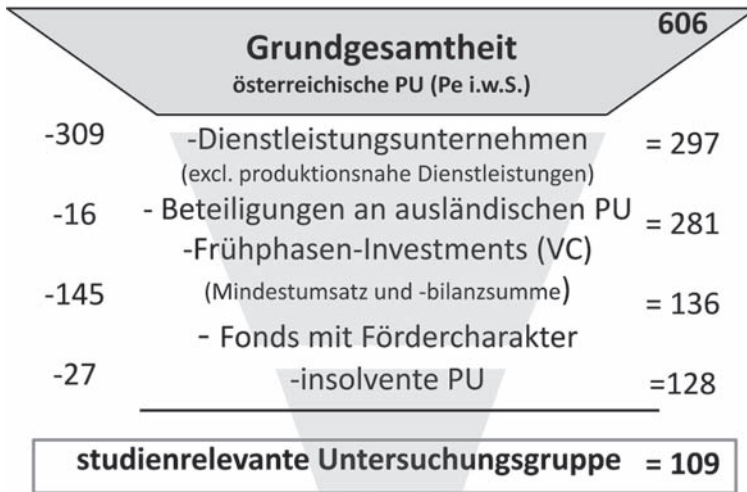 606
Grundgesamtheit
österreichische PU (Pe i.w.S.)
-309 -Dienstleistungsunternehmen = 297
(excl. produktionsnahe Dienstleistungen)
-16 - Beteiligungen an ausländischen PU = 281
-Frühphasen-Investments (VC)
-145 (Mindestumsatz und -bilanzsumme) = 136
- Fonds mit Fördercharakter
-27 -insolvente PU =128
studienrelevante Untersuchungsgruppe = 109